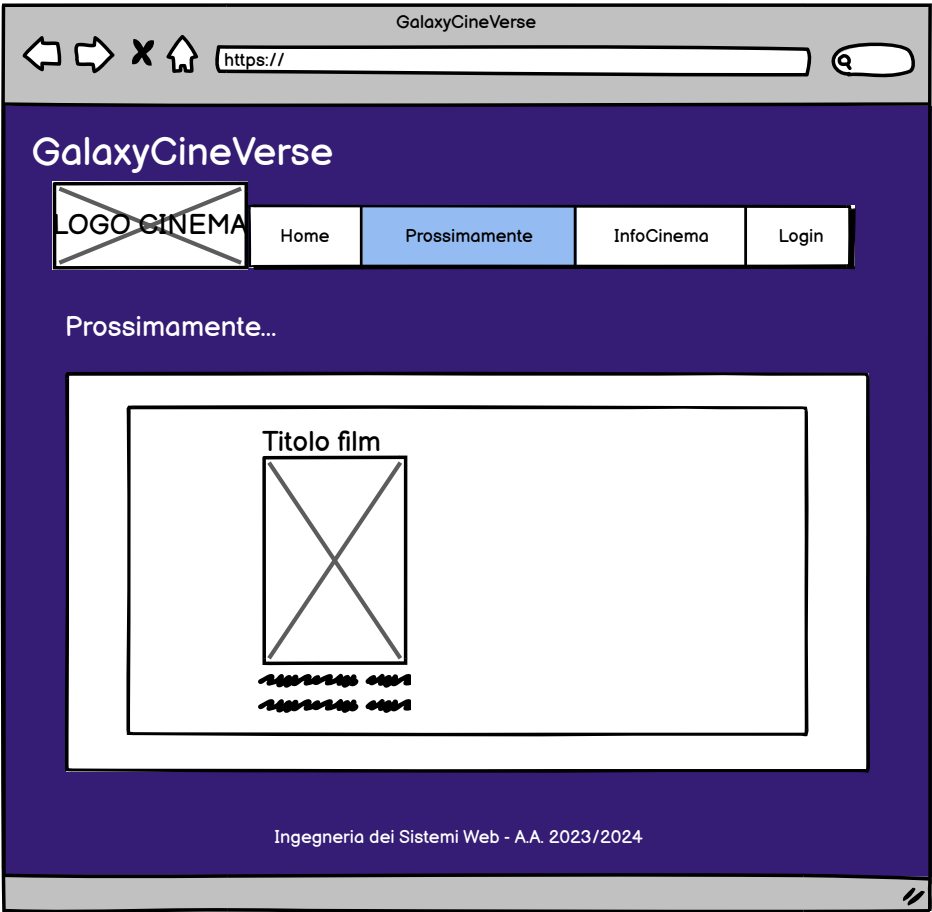 GalaxyCineVerse
https://
GalaxyCineVerse
LOGO CINEMA
Home
Prossimamente
InfoCinema
Login
Prossimamente...
Titolo film
Ingegneria dei Sistemi Web - A.A. 2023/2024